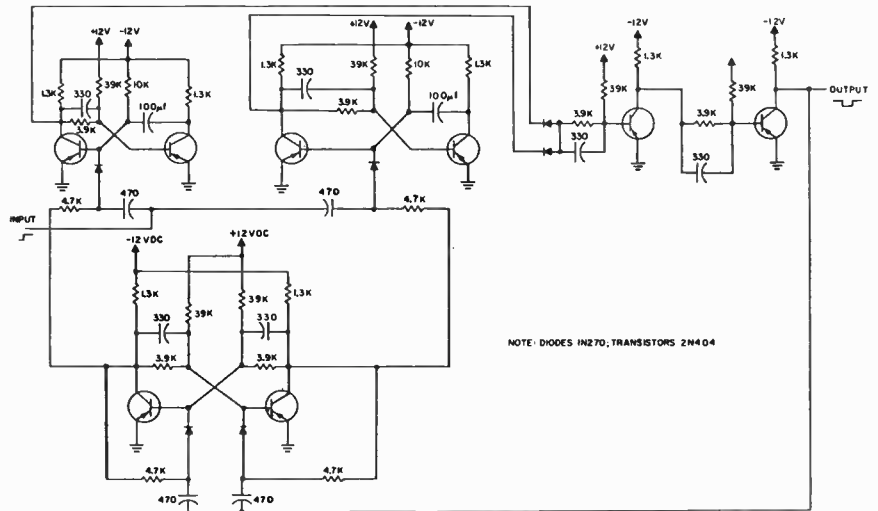 +12V -12V
1.3K 39K 10K 1.3K
330 100µf
3.9K
+12V -12V
1.3K 39K 10K 1.3K
330 100µf
3.9K
+12V -12V -12V
39K 1.3K 39K 1.3K
3.9K 3.9K
330 330
OUTPUT
4.7K 470 470 4.7K
INPUT
-12VDC +12VDC
1.3K 39K 39K 1.3K
330 330
3.9K 3.9K
4.7K 4.7K
470 470
NOTE: DIODES IN270; TRANSISTORS 2N404